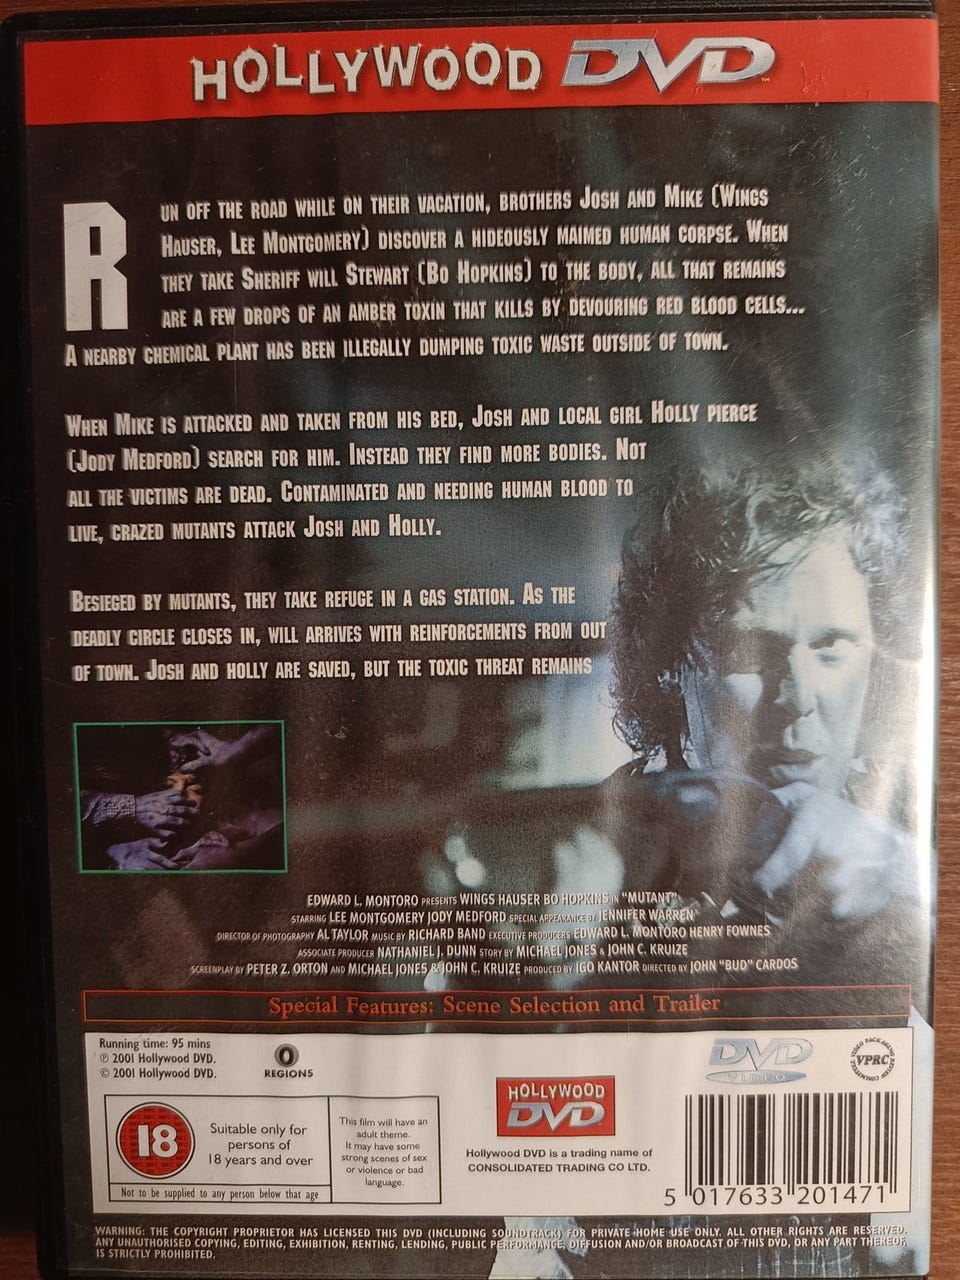 HOLLYWOOD DVD™
RUN OFF THE ROAD WHILE ON THEIR VACATION, BROTHERS JOSH AND MIKE (WINGS
HAUSER, LEE MONTGOMERY) DISCOVER A HIDEOUSLY MAIMED HUMAN CORPSE. WHEN
THEY TAKE SHERIFF WILL STEWART (BO HOPKINS) TO THE BODY, ALL THAT REMAINS
ARE A FEW DROPS OF AN AMBER TOXIN THAT KILLS BY DEVOURING RED BLOOD CELLS...
A NEARBY CHEMICAL PLANT HAS BEEN ILLEGALLY DUMPING TOXIC WASTE OUTSIDE OF TOWN.
WHEN MIKE IS ATTACKED AND TAKEN FROM HIS BED, JOSH AND LOCAL GIRL HOLLY PIERCE
(JODY MEDFORD) SEARCH FOR HIM. INSTEAD THEY FIND MORE BODIES. NOT
ALL THE VICTIMS ARE DEAD. CONTAMINATED AND NEEDING HUMAN BLOOD TO
LIVE, CRAZED MUTANTS ATTACK JOSH AND HOLLY.
BESIEGED BY MUTANTS, THEY TAKE REFUGE IN A GAS STATION. AS THE
DEADLY CIRCLE CLOSES IN, WILL ARRIVES WITH REINFORCEMENTS FROM OUT
OF TOWN. JOSH AND HOLLY ARE SAVED, BUT THE TOXIC THREAT REMAINS
EDWARD L. MONTORO PRESENTS WINGS HAUSER BO HOPKINS IN "MUTANT"
STARRING LEE MONTGOMERY JODY MEDFORD SPECIAL APPEARANCE BY JENNIFER WARREN
DIRECTOR OF PHOTOGRAPHY AL TAYLOR MUSIC BY RICHARD BAND EXECUTIVE PRODUCERS EDWARD L. MONTORO HENRY FOWNES
ASSOCIATE PRODUCER NATHANIEL J. DUNN STORY BY MICHAEL JONES & JOHN C. KRUIZE
SCREENPLAY BY PETER Z. ORTON AND MICHAEL JONES & JOHN C. KRUIZE PRODUCED BY IGO KANTOR DIRECTED BY JOHN "BUD" CARDOS
Special Features: Scene Selection and Trailer
Running time: 95 mins
℗ 2001 Hollywood DVD.
© 2001 Hollywood DVD.
0
REGIONS
DVD
VIDEO
VIDEO PACKAGING REVIEW COMMITTEE
VPRC
18
Suitable only for
persons of
18 years and over
Not to be supplied to any person below that age
This film will have an
adult theme.
It may have some
strong scenes of sex
or violence or bad
language.
HOLLYWOOD
DVD
Hollywood DVD is a trading name of
CONSOLIDATED TRADING CO LTD.
5 017633 201471
WARNING: THE COPYRIGHT PROPRIETOR HAS LICENSED THIS DVD (INCLUDING SOUNDTRACK) FOR PRIVATE HOME USE ONLY. ALL OTHER RIGHTS ARE RESERVED.
ANY UNAUTHORISED COPYING, EDITING, EXHIBITION, RENTING, LENDING, PUBLIC PERFORMANCE, DIFFUSION AND/OR BROADCAST OF THIS DVD, OR ANY PART THEREOF,
IS STRICTLY PROHIBITED.